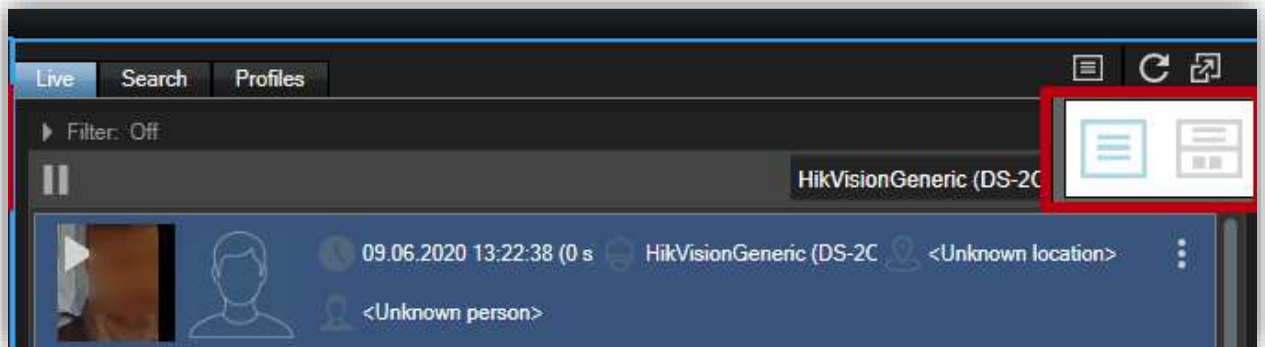 Live Search Profiles
Filter: Off
HikVisionGeneric (DS-2C
09.06.2020 13:22:38 (0 s HikVisionGeneric (DS-2C <Unknown location>
<Unknown person>